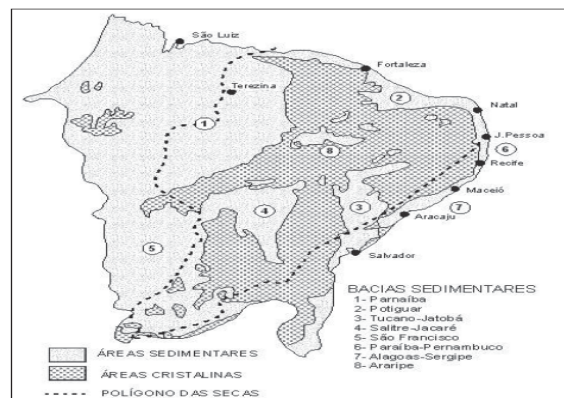 São Luiz
Fortaleza
Terezina
2
Natal
1
J.Pessoa
8
6
Recife
Maceió
4
3
7
Aracaju
5
Salvador
BACIAS SEDIMENTARES
1- Parnaíba
2- Potiguar
3- Tucano-Jatobá
4- Salitre-Jacaré
5- São Francisco
6- Paraíba-Pernambuco
7- Alagoas-Sergipe
8- Araripe
ÁREAS SEDIMENTARES
ÁREAS CRISTALINAS
POLÍGONO DAS SECAS